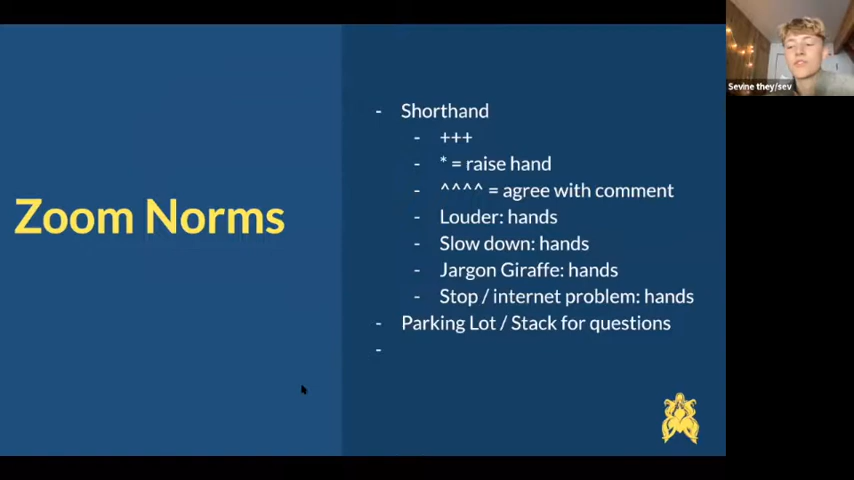 Zoom Norms
- Shorthand
- +++
- * = raise hand
- ^^^^ = agree with comment
- Louder: hands
- Slow down: hands
- Jargon Giraffe: hands
- Stop / internet problem: hands
- Parking Lot / Stack for questions
-
Sevine they/sev